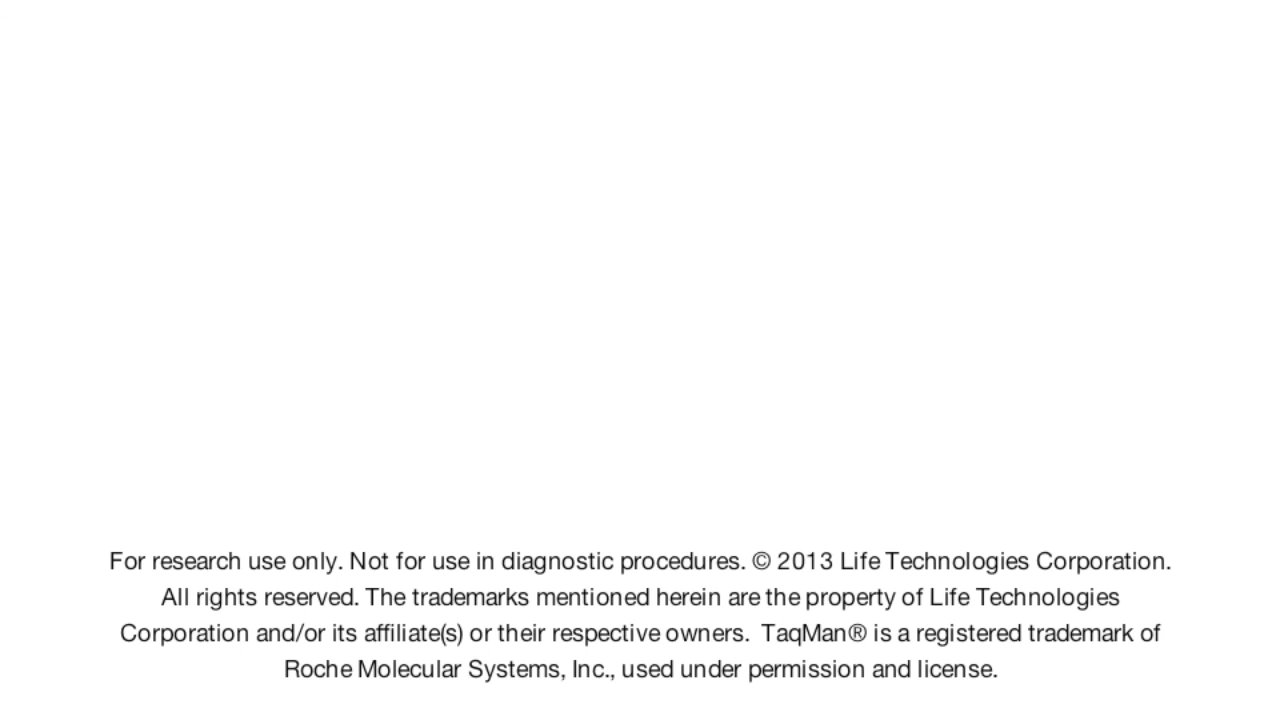 For research use only. Not for use in diagnostic procedures. © 2013 Life Technologies Corporation.
All rights reserved. The trademarks mentioned herein are the property of Life Technologies
Corporation and/or its affiliate(s) or their respective owners.  TaqMan® is a registered trademark of
Roche Molecular Systems, Inc., used under permission and license.